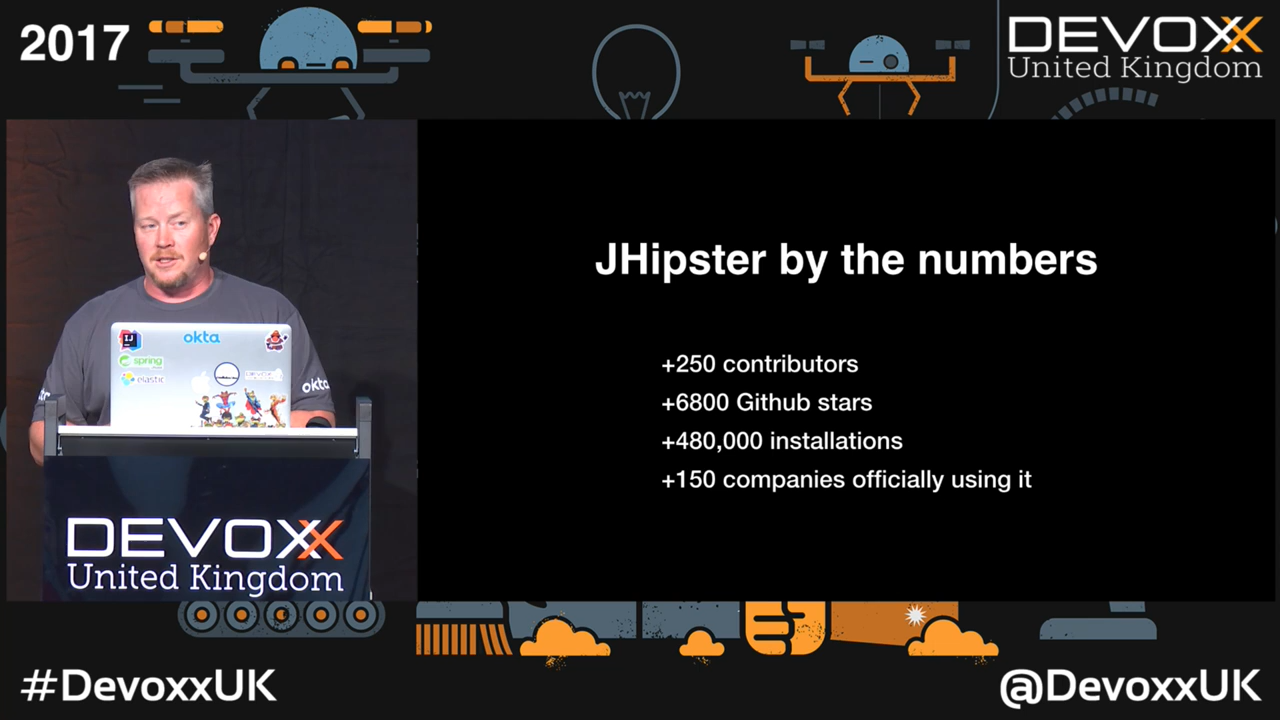 2017
DEVOXX
United Kingdom
JHipster by the numbers
+250 contributors
+6800 Github stars
+480,000 installations
+150 companies officially using it
IJ
okta
spring
elastic
okta
DEVOXX
United Kingdom
#DevoxxUK
@DevoxxUK